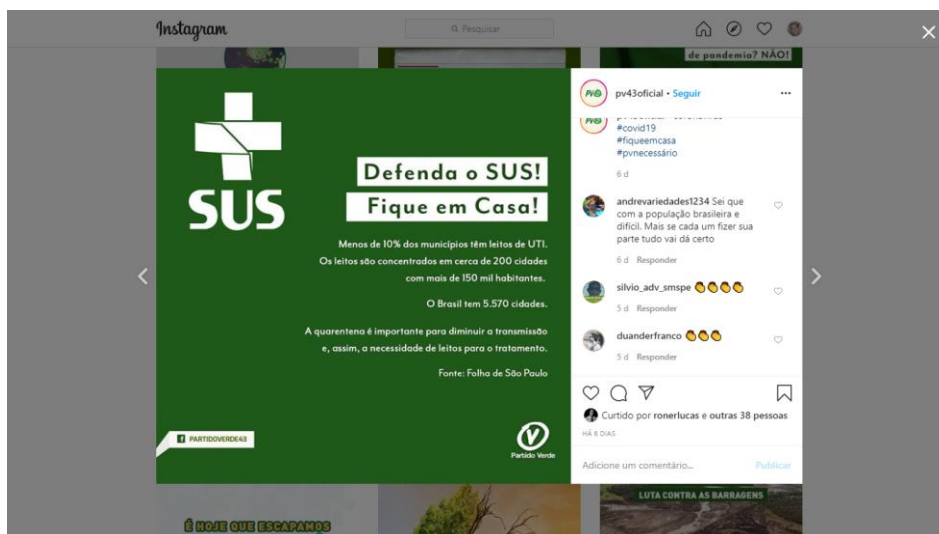 Instagram
Pesquisar
de pandemia? NÃO!
SUS
Defenda o SUS!
Fique em Casa!
Menos de 10% dos municípios têm leitos de UTI.
Os leitos são concentrados em cerca de 200 cidades
com mais de 150 mil habitantes.
O Brasil tem 5.570 cidades.
A quarentena é importante para diminuir a transmissão
e, assim, a necessidade de leitos para o tratamento.
Fonte: Folha de São Paulo
PARTIDOVERDE43
Partido Verde
pv43oficial • Seguir
#covid19
#fiqueemcasa
#pvnecessário
6 d
andrevariedades1234 Sei que
com a população brasileira e
difícil. Mais se cada um fizer sua
parte tudo vai dá certo
6 d Responder
silvio_adv_smspe 👏👏👏👏
5 d Responder
duanderfranco 👏👏👏
5 d Responder
Curtido por ronerlucas e outras 38 pessoas
HÁ 6 DIAS
Adicione um comentário... Publicar
É HOJE QUE ESCAPAMOS
LUTA CONTRA AS BARRAGENS